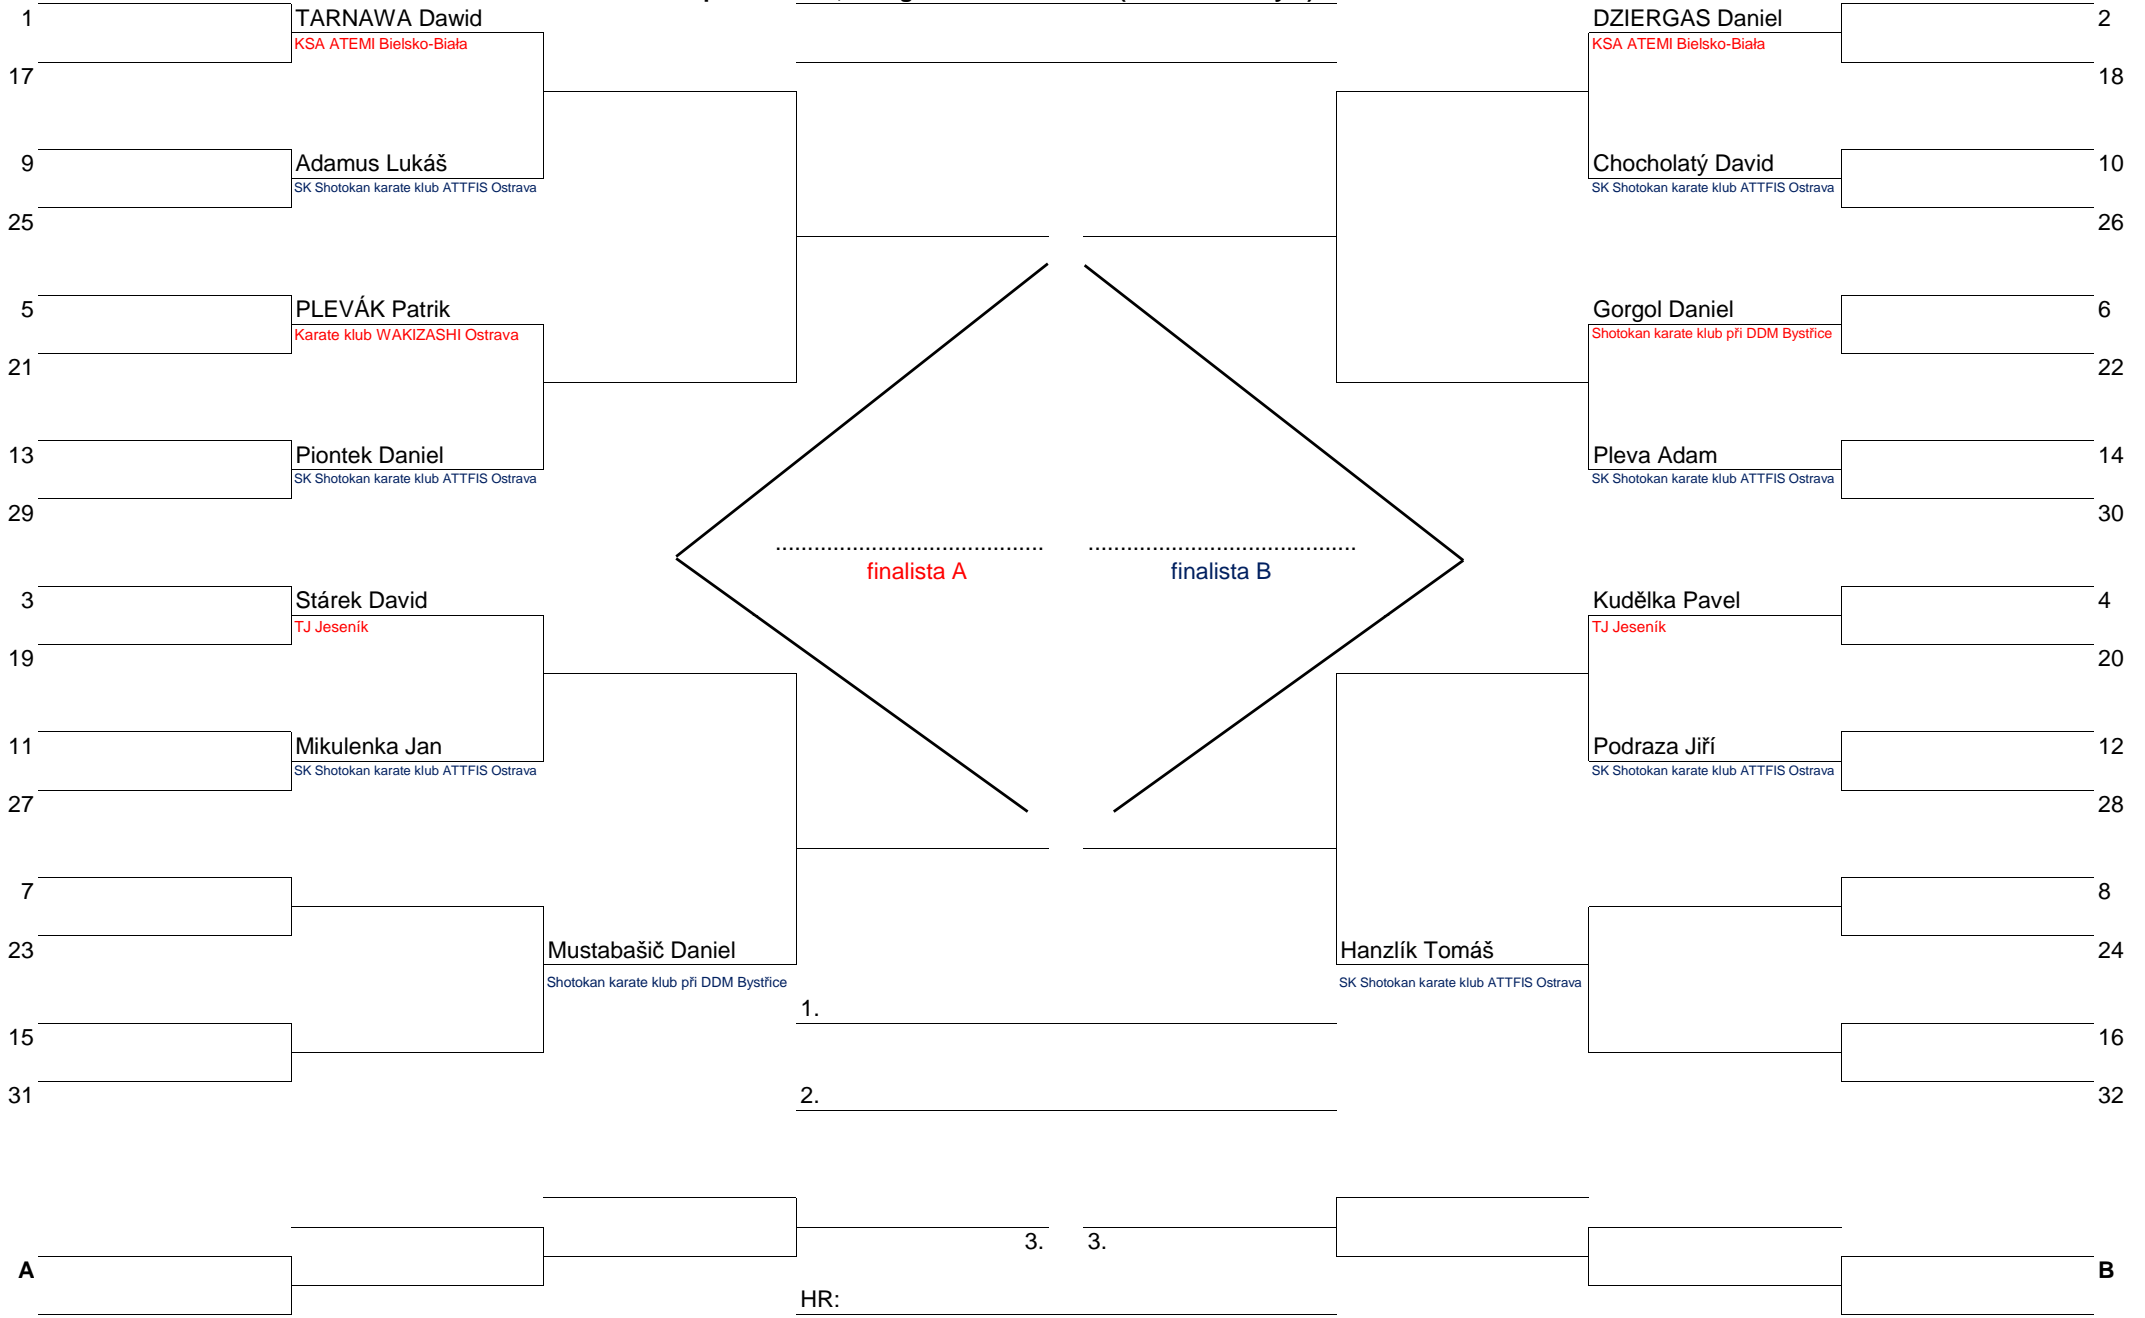 1 TARNAWA Dawid DZIERGAS Daniel 2
KSA ATEMI Bielsko-Biała KSA ATEMI Bielsko-Biała
17 18
9 Adamus Lukáš Chocholatý David 10
SK Shotokan karate klub ATTFIS Ostrava SK Shotokan karate klub ATTFIS Ostrava
25 26
5 PLEVÁK Patrik Gorgol Daniel 6
Karate klub WAKIZASHI Ostrava Shotokan karate klub při DDM Bystřice
21 22
13 Piontek Daniel Pleva Adam 14
SK Shotokan karate klub ATTFIS Ostrava SK Shotokan karate klub ATTFIS Ostrava
29 30
finalista A finalista B
3 Stárek David Kudělka Pavel 4
TJ Jeseník TJ Jeseník
19 20
11 Mikulenka Jan Podraza Jiří 12
SK Shotokan karate klub ATTFIS Ostrava SK Shotokan karate klub ATTFIS Ostrava
27 28
7 8
23 Mustabašič Daniel Hanzlík Tomáš 24
Shotokan karate klub při DDM Bystřice SK Shotokan karate klub ATTFIS Ostrava
1.
15 16
31 2. 32
3. 3.
A B
HR: